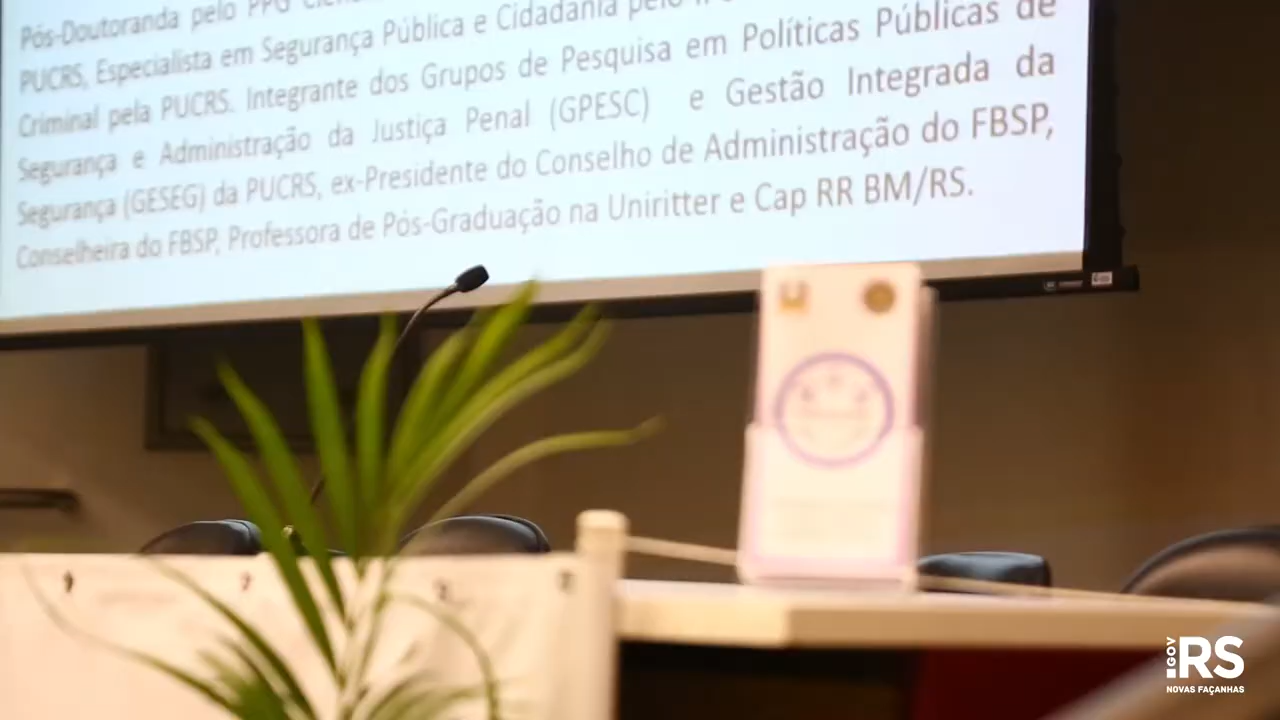 Pós-Doutoranda pelo PPG
PUCRS, Especialista em Segurança Pública e Cidadania pelo
Criminal pela PUCRS. Integrante dos Grupos de Pesquisa em Políticas Públicas de
Segurança e Administração da Justiça Penal (GPESC) e Gestão Integrada da
Segurança (GESEG) da PUCRS, ex-Presidente do Conselho de Administração do FBSP,
Conselheira do FBSP, Professora de Pós-Graduação na Uniritter e Cap RR BM/RS.
GOV RS
NOVAS FAÇANHAS